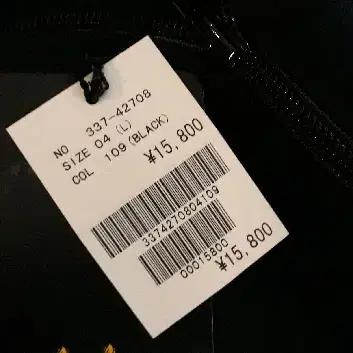 NO 337-42708
SIZE 04 (L)
COL 109(BLACK)
¥15,800
3374270804109
00015800
¥15,800